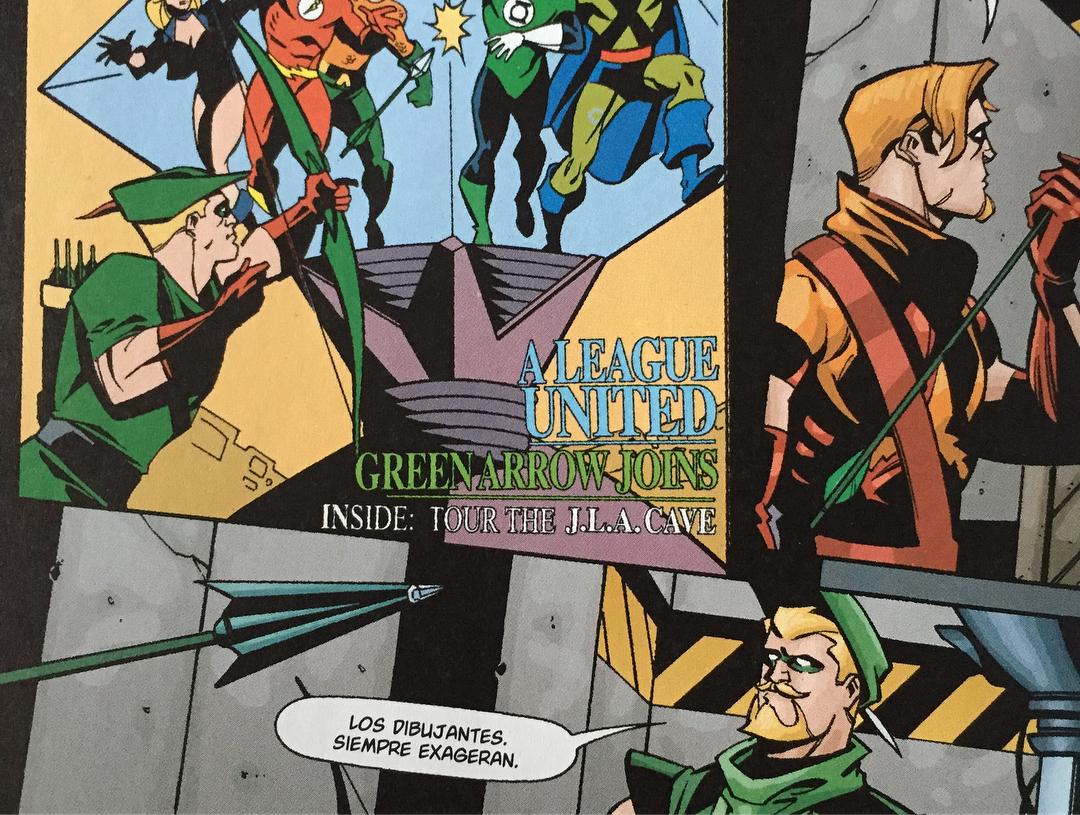 A LEAGUE
UNITED
GREEN ARROW JOINS
INSIDE: TOUR THE J.L.A. CAVE
LOS DIBUJANTES.
SIEMPRE EXAGERAN.